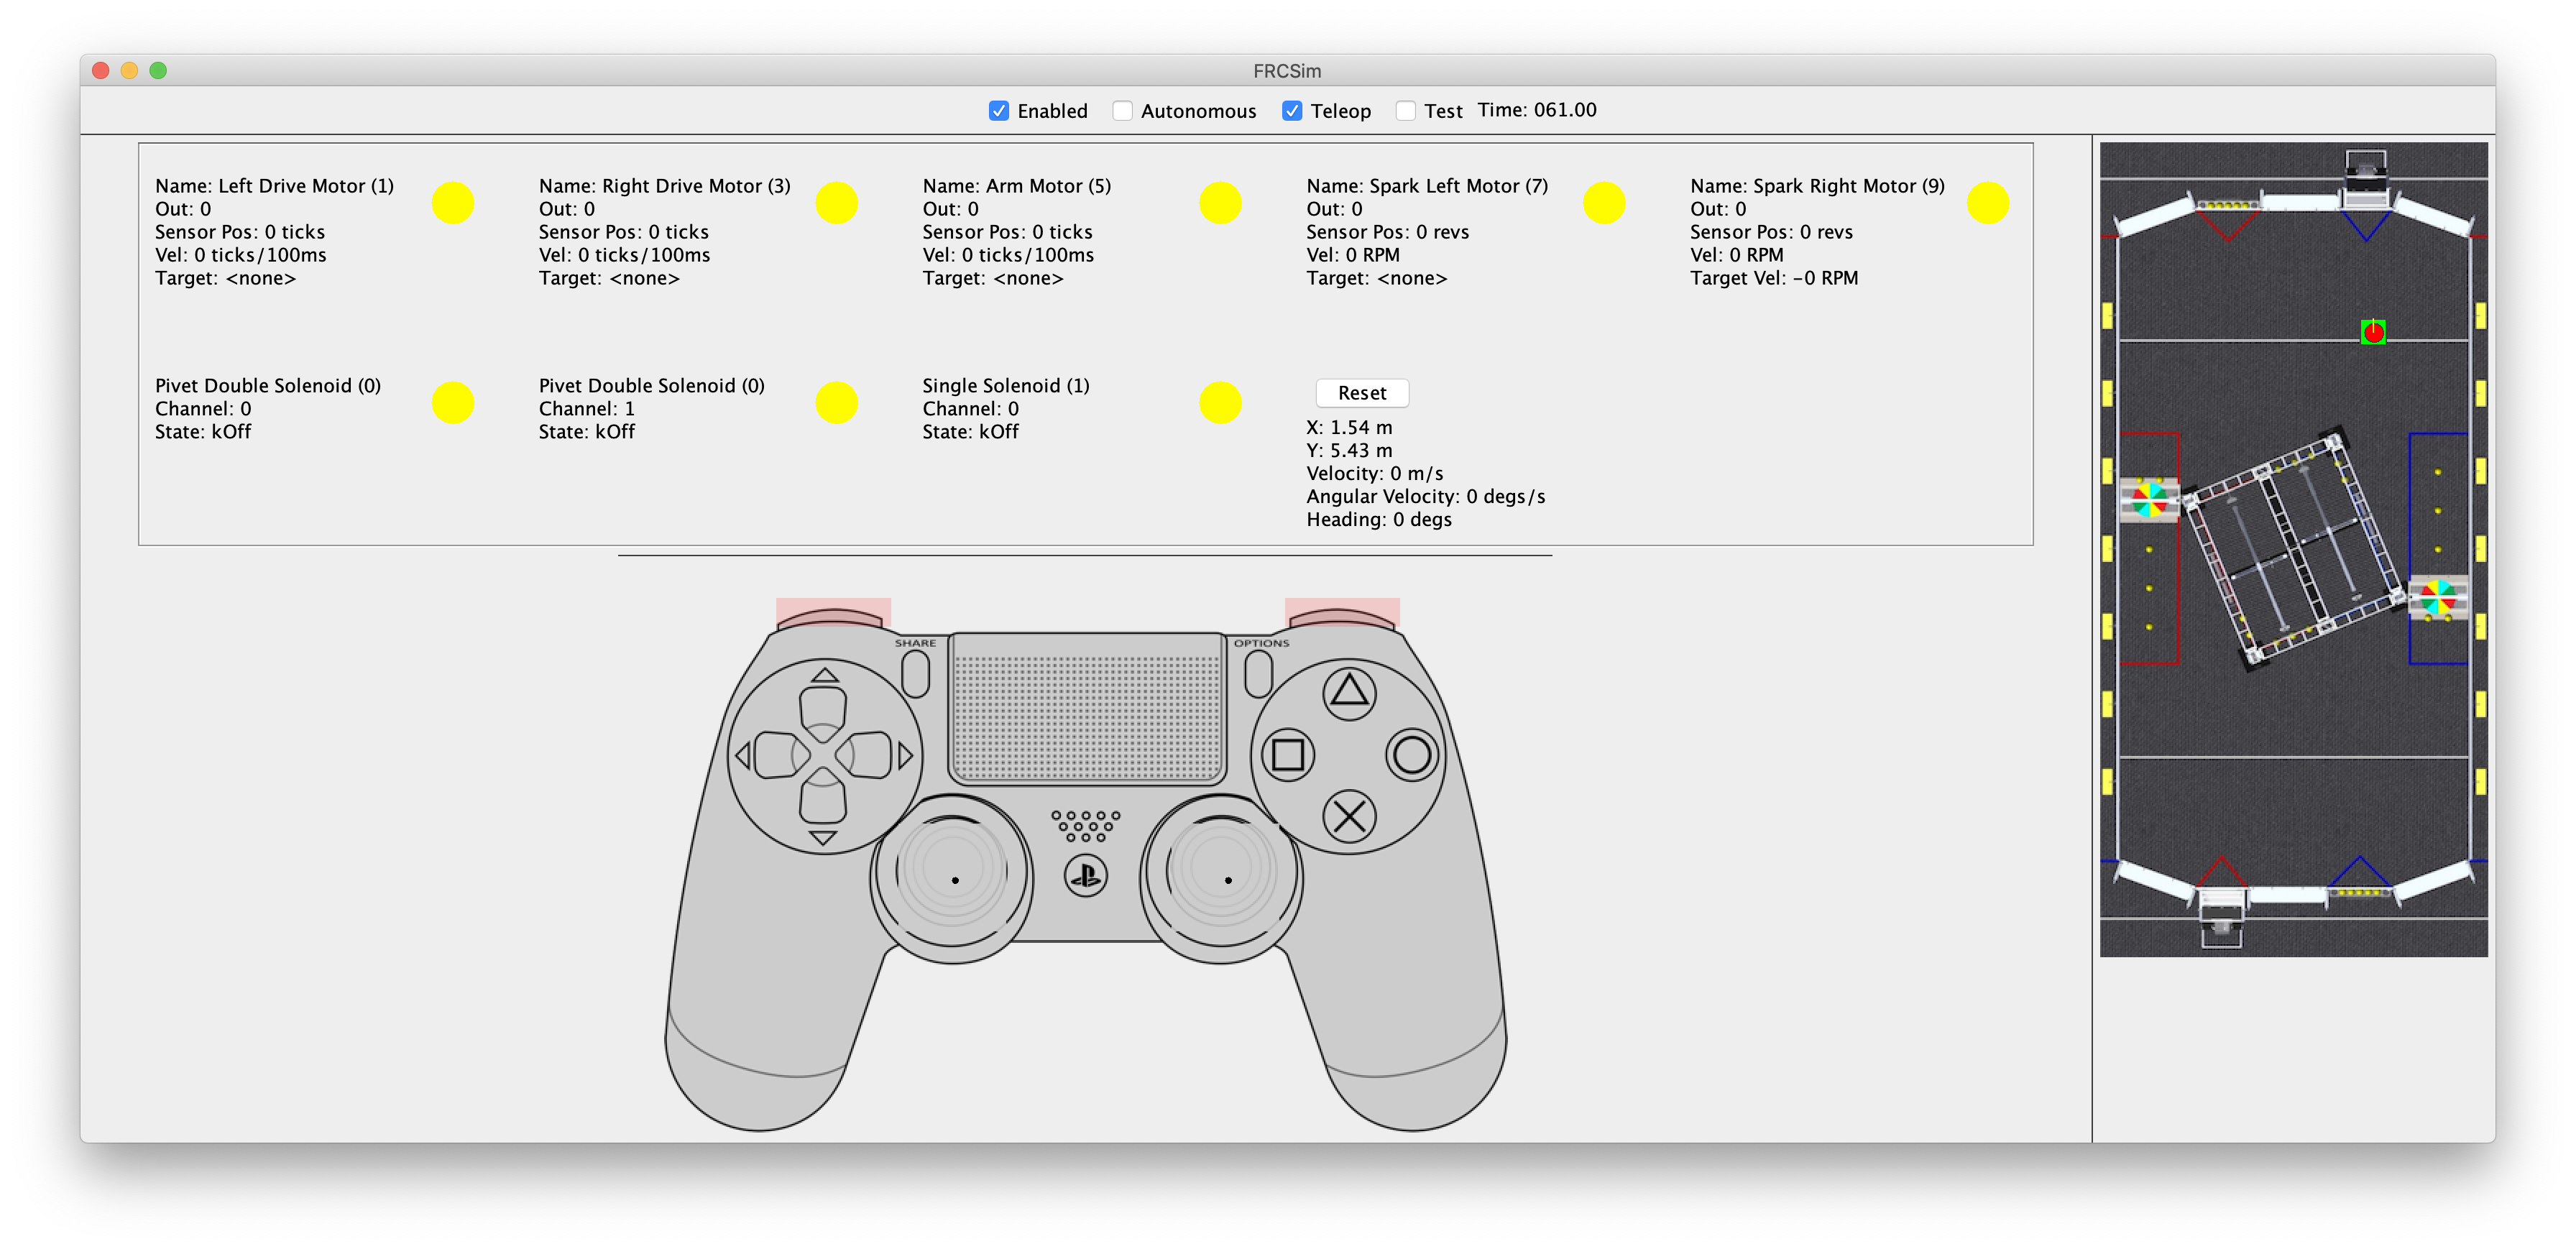 FRCSim
Enabled Autonomous Teleop Test Time: 061.00
Name: Left Drive Motor (1)
Out: 0
Sensor Pos: 0 ticks
Vel: 0 ticks/100ms
Target: <none>
Name: Right Drive Motor (3)
Out: 0
Sensor Pos: 0 ticks
Vel: 0 ticks/100ms
Target: <none>
Name: Arm Motor (5)
Out: 0
Sensor Pos: 0 ticks
Vel: 0 ticks/100ms
Target: <none>
Name: Spark Left Motor (7)
Out: 0
Sensor Pos: 0 revs
Vel: 0 RPM
Target: <none>
Name: Spark Right Motor (9)
Out: 0
Sensor Pos: 0 revs
Vel: 0 RPM
Target Vel: -0 RPM
Pivet Double Solenoid (0)
Channel: 0
State: kOff
Pivet Double Solenoid (0)
Channel: 1
State: kOff
Single Solenoid (1)
Channel: 0
State: kOff
Reset
X: 1.54 m
Y: 5.43 m
Velocity: 0 m/s
Angular Velocity: 0 degs/s
Heading: 0 degs
SHARE
OPTIONS